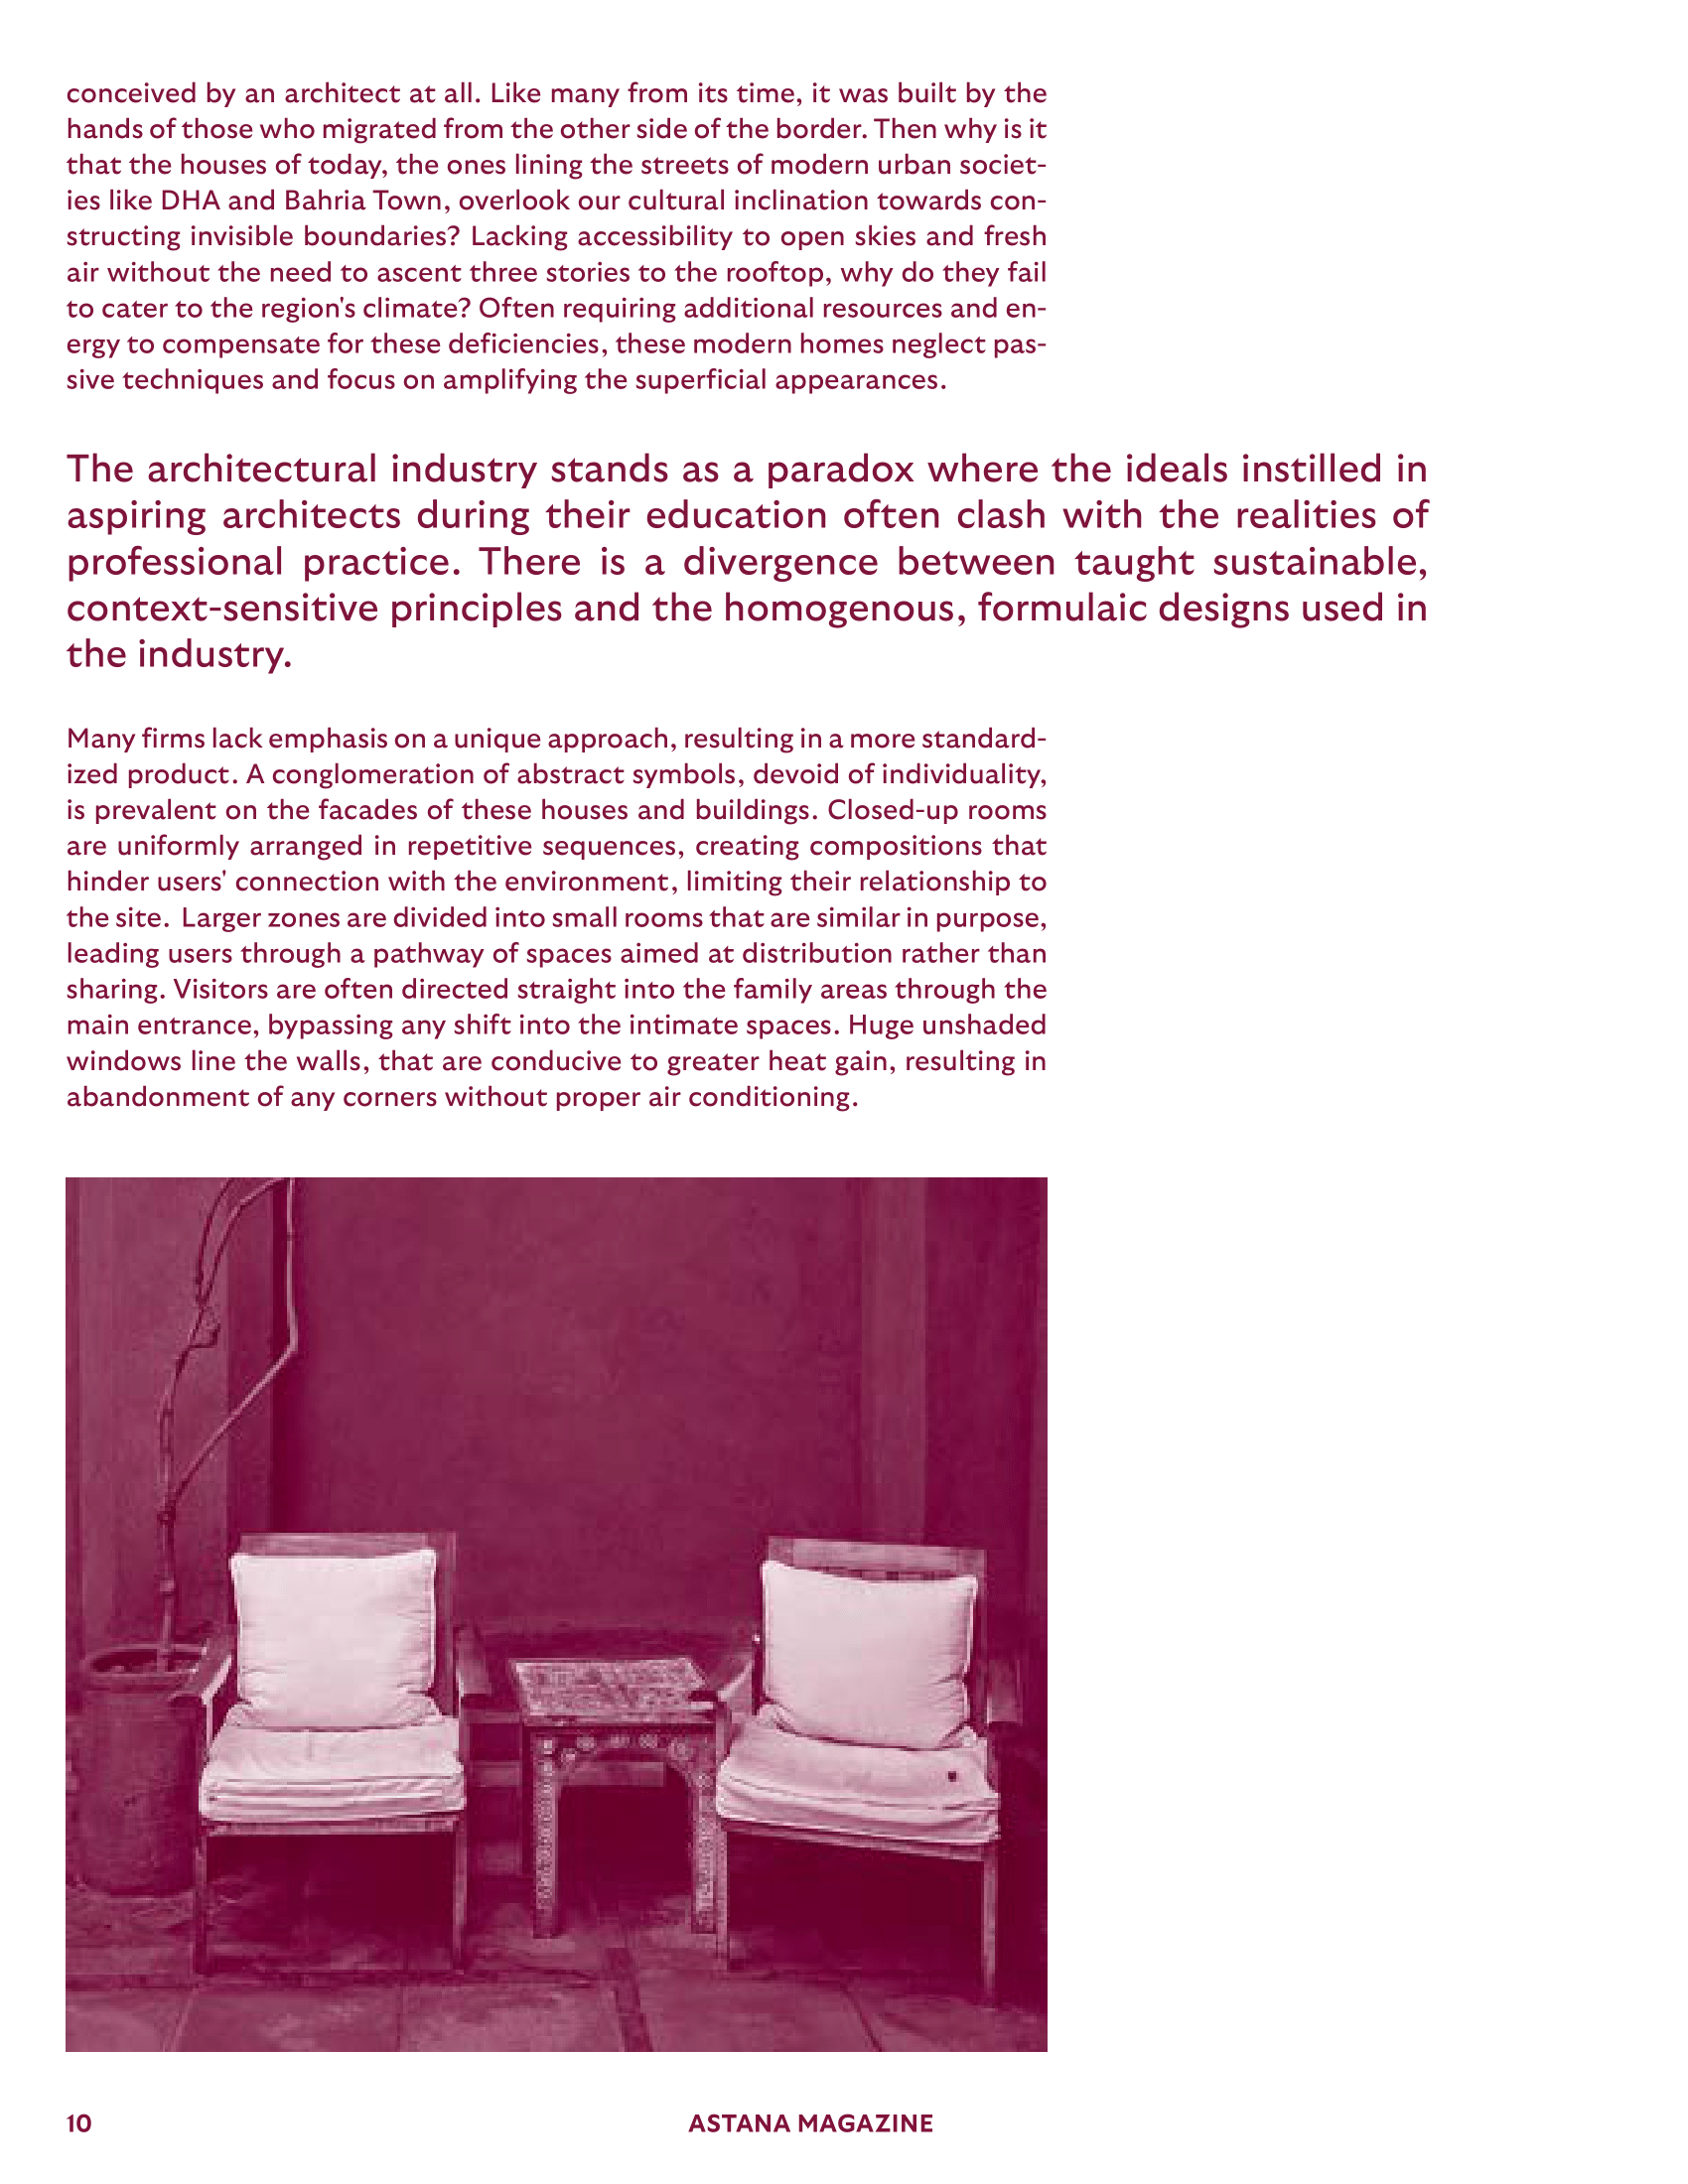 conceived by an architect at all. Like many from its time, it was built by the
hands of those who migrated from the other side of the border. Then why is it
that the houses of today, the ones lining the streets of modern urban societ-
ies like DHA and Bahria Town, overlook our cultural inclination towards con-
structing invisible boundaries? Lacking accessibility to open skies and fresh
air without the need to ascent three stories to the rooftop, why do they fail
to cater to the region's climate? Often requiring additional resources and en-
ergy to compensate for these deficiencies, these modern homes neglect pas-
sive techniques and focus on amplifying the superficial appearances.
The architectural industry stands as a paradox where the ideals instilled in
aspiring architects during their education often clash with the realities of
professional practice. There is a divergence between taught sustainable,
context-sensitive principles and the homogenous, formulaic designs used in
the industry.
Many firms lack emphasis on a unique approach, resulting in a more standard-
ized product. A conglomeration of abstract symbols, devoid of individuality,
is prevalent on the facades of these houses and buildings. Closed-up rooms
are uniformly arranged in repetitive sequences, creating compositions that
hinder users' connection with the environment, limiting their relationship to
the site. Larger zones are divided into small rooms that are similar in purpose,
leading users through a pathway of spaces aimed at distribution rather than
sharing. Visitors are often directed straight into the family areas through the
main entrance, bypassing any shift into the intimate spaces. Huge unshaded
windows line the walls, that are conducive to greater heat gain, resulting in
abandonment of any corners without proper air conditioning.
10 ASTANA MAGAZINE